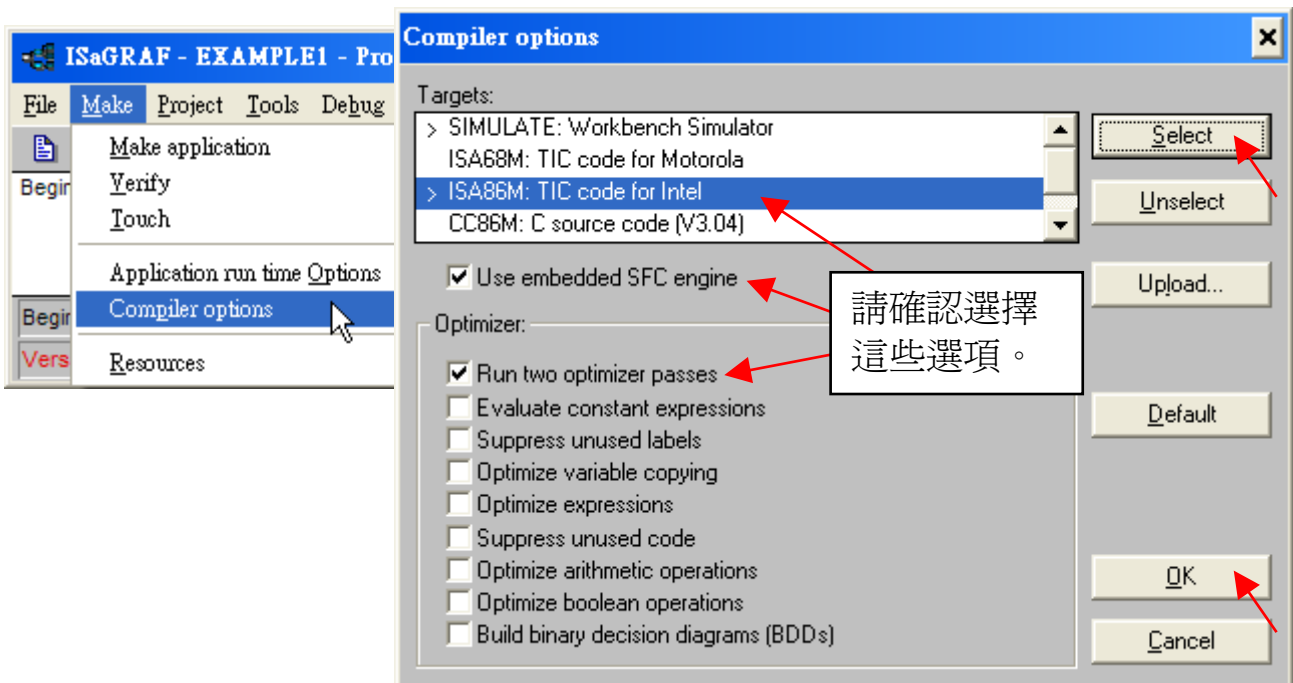 ISaGRAF - EXAMPLE1 - Pro
File Make Project Tools Debug
Make application
Begin
Verify
Touch
Application run time Options
Compiler options
Begin
Vers
Resources
Compiler options
Targets:
> SIMULATE: Workbench Simulator
ISA68M: TIC code for Motorola
> ISA86M: TIC code for Intel
CC86M: C source code (V3.04)
Select
Unselect
Use embedded SFC engine
Upload...
請確認選擇
這些選項。
Optimizer:
Run two optimizer passes
Evaluate constant expressions
Default
Suppress unused labels
Optimize variable copying
Optimize expressions
Suppress unused code
Optimize arithmetic operations
OK
Optimize boolean operations
Build binary decision diagrams (BDDs)
Cancel